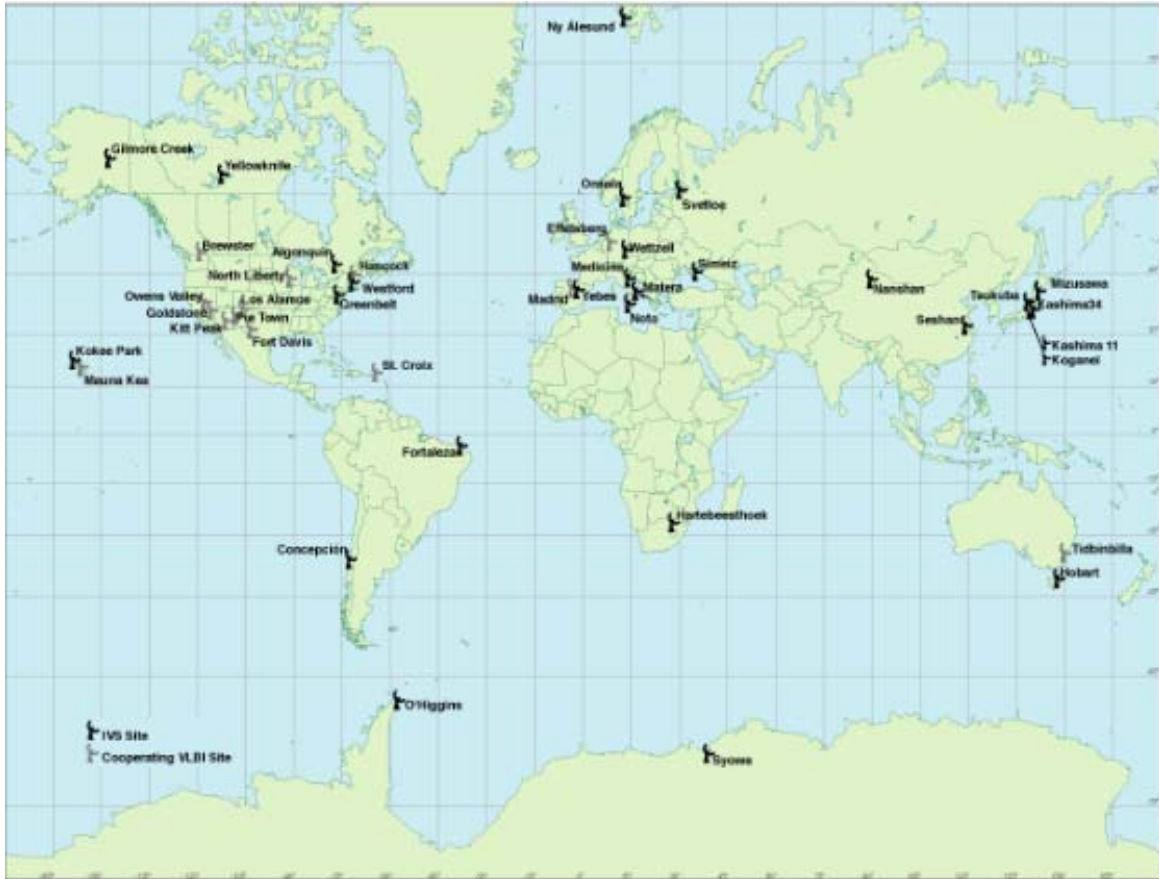 Ny Alesund
Gilmore Creek
Yellowknife
Onsala
Svetloe
Effelsberg
Brewster
Algonquin
Wettzell
Hancock
Medicina
Simeiz
North Liberty
Westford
Nanshan
Mizusawa
Matera
Owens Valley
Los Alamos
Greenbelt
Madrid
Yebes
Tsukuba
Kashima34
Goldstone
Pie Town
Noto
Seshan
Kitt Peak
Fort Davis
Kashima 11
Kokee Park
Koganei
St. Croix
Mauna Kea
Fortaleza
Hartebeesthoek
Concepción
Tidbinbilla
Hobart
O'Higgins
IVS Site
Cooperating VLBI Site
Syowa